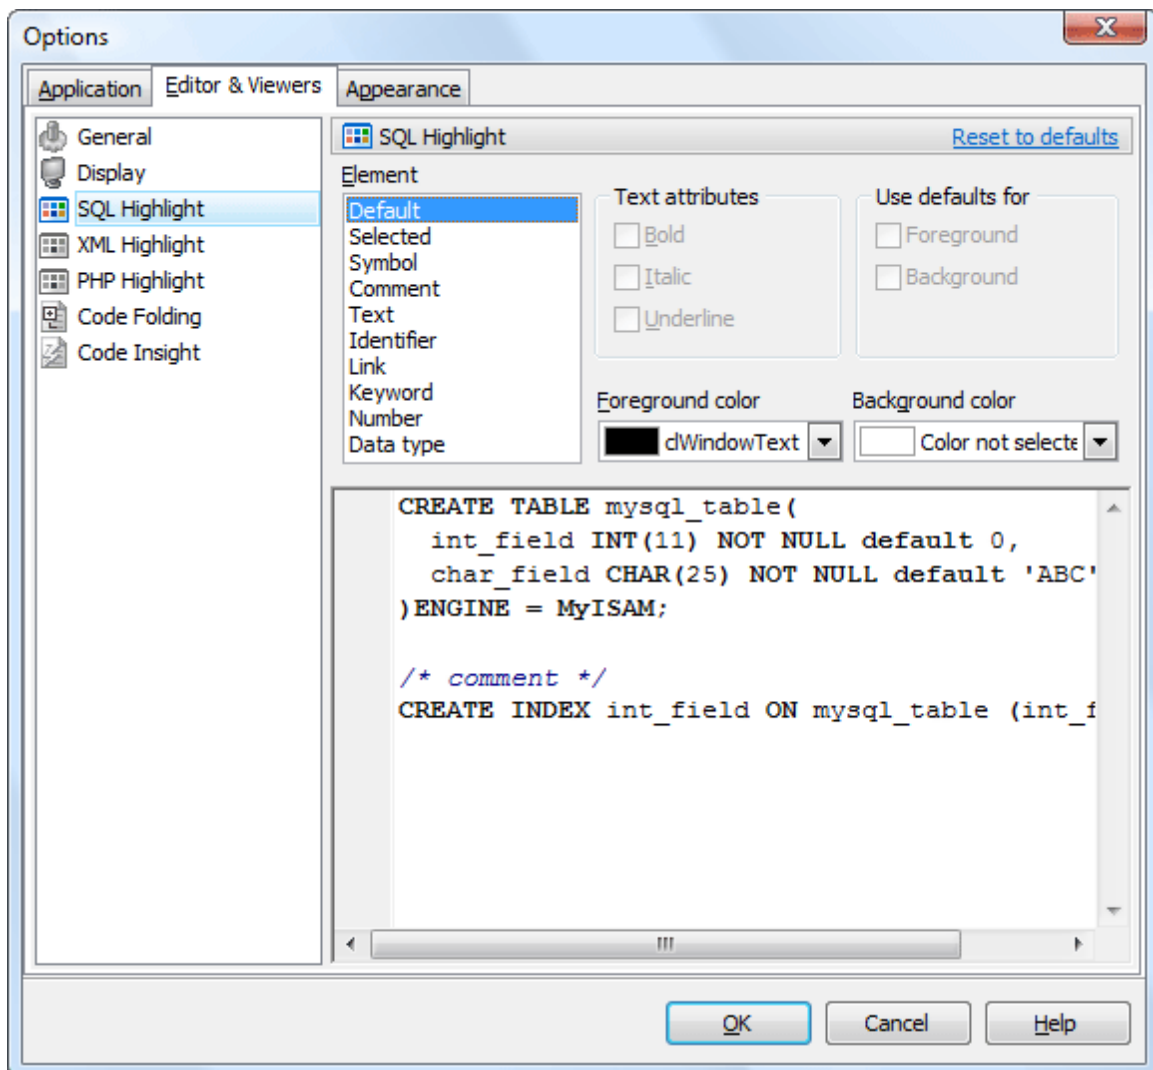 Options
Application Editor & Viewers Appearance
General
Display
SQL Highlight
XML Highlight
PHP Highlight
Code Folding
Code Insight
SQL Highlight Reset to defaults
Element
Default
Selected
Symbol
Comment
Text
Identifier
Link
Keyword
Number
Data type
Text attributes
Bold
Italic
Underline
Use defaults for
Foreground
Background
Foreground color
clWindowText
Background color
Color not selecte
CREATE TABLE mysql_table(
int_field INT(11) NOT NULL default 0,
char_field CHAR(25) NOT NULL default 'ABC'
)ENGINE = MyISAM;
/* comment */
CREATE INDEX int_field ON mysql_table (int_f
OK Cancel Help